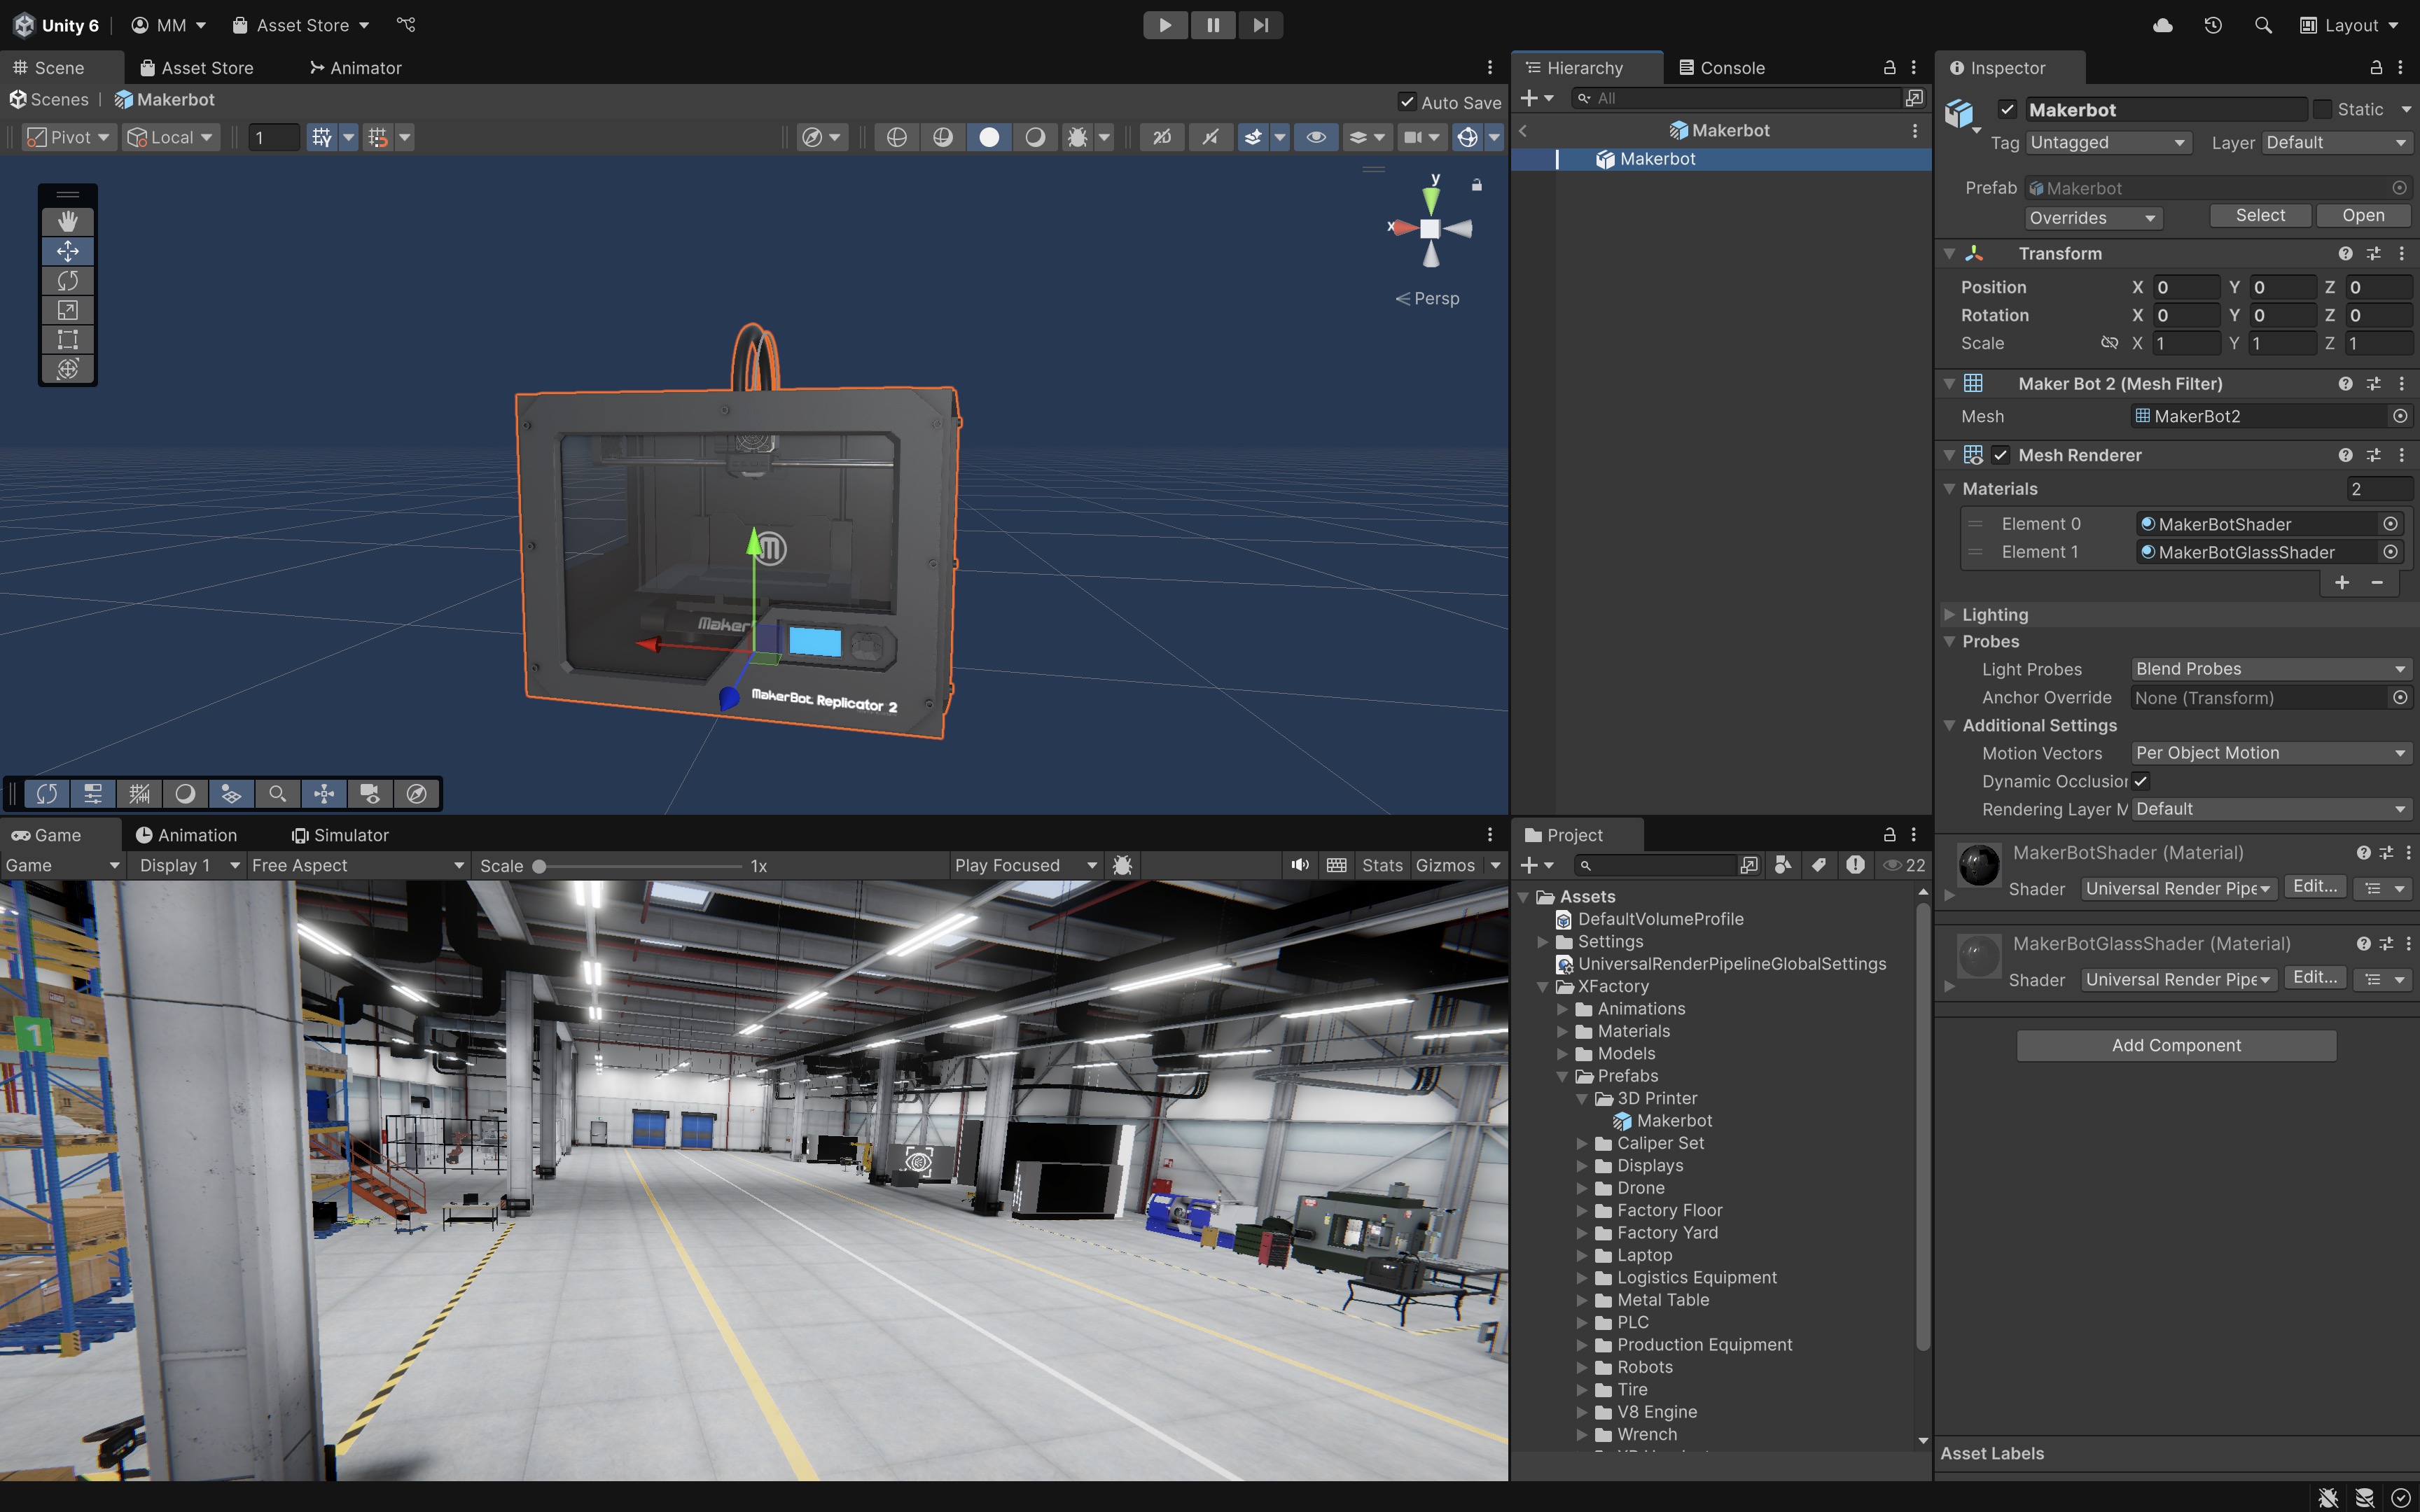 Unity 6 MM Asset Store Layout
Scene Asset Store Animator
Scenes Makerbot Auto Save
Pivot Local 1 2D
y
x
Persp
Maker
MakerBot Replicator 2
Hierarchy Console
All
Makerbot
Makerbot
Inspector
Makerbot Static
Tag Untagged Layer Default
Prefab Makerbot
Overrides Select Open
Transform
Position X 0 Y 0 Z 0
Rotation X 0 Y 0 Z 0
Scale X 1 Y 1 Z 1
Maker Bot 2 (Mesh Filter)
Mesh MakerBot2
Mesh Renderer
Materials 2
Element 0 MakerBotShader
Element 1 MakerBotGlassShader
Lighting
Probes
Light Probes Blend Probes
Anchor Override None (Transform)
Additional Settings
Motion Vectors Per Object Motion
Dynamic Occlusion
Rendering Layer M Default
MakerBotShader (Material)
Shader Universal Render Pipe Edit...
MakerBotGlassShader (Material)
Shader Universal Render Pipe Edit...
Add Component
Asset Labels
Game Animation Simulator
Game Display 1 Free Aspect Scale 1x Play Focused Stats Gizmos
1
Project
22
Assets
DefaultVolumeProfile
Settings
UniversalRenderPipelineGlobalSettings
XFactory
Animations
Materials
Models
Prefabs
3D Printer
Makerbot
Caliper Set
Displays
Drone
Factory Floor
Factory Yard
Laptop
Logistics Equipment
Metal Table
PLC
Production Equipment
Robots
Tire
V8 Engine
Wrench